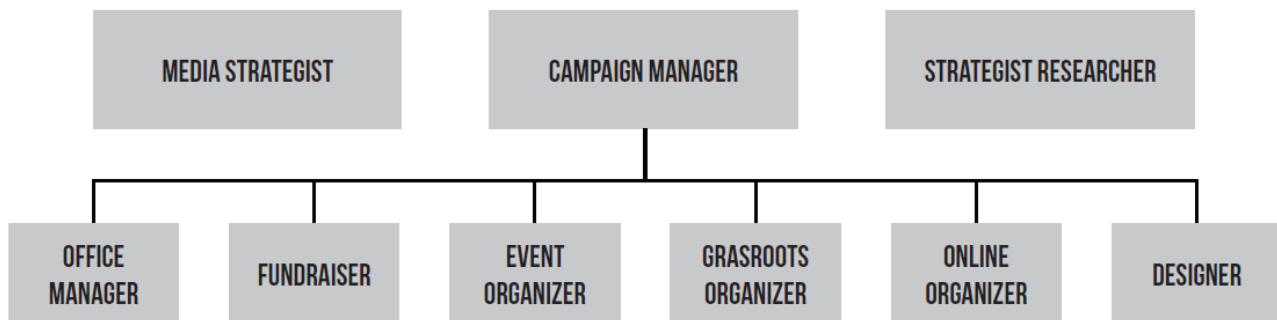 MEDIA STRATEGIST
CAMPAIGN MANAGER
STRATEGIST RESEARCHER
OFFICE
MANAGER
FUNDRAISER
EVENT
ORGANIZER
GRASROOTS
ORGANIZER
ONLINE
ORGANIZER
DESIGNER